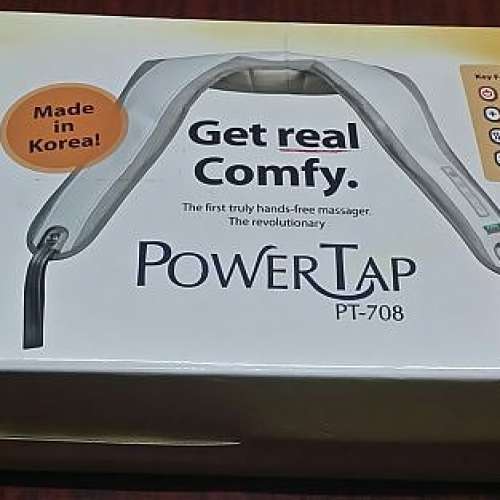 Made
in
Korea!
Key F
Get real
Comfy.
The first truly hands-free massager.
The revolutionary
POWERTAP
PT-708